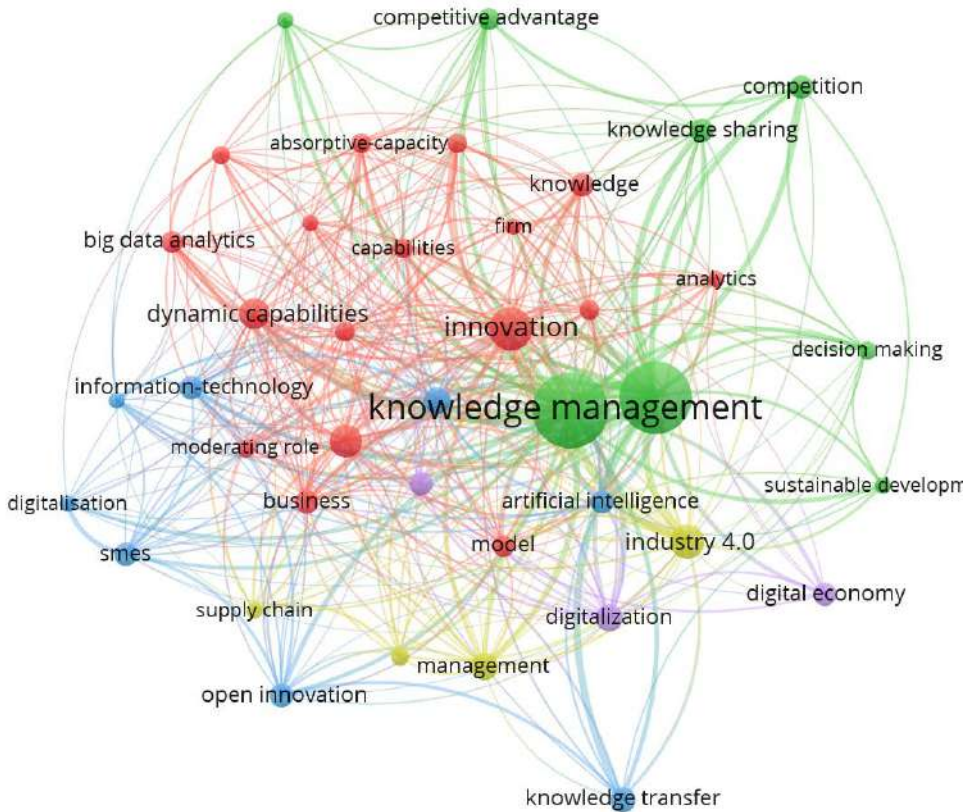 competitive advantage
competition
knowledge sharing
absorptive-capacity
knowledge
firm
big data analytics
capabilities
analytics
dynamic capabilities
innovation
decision making
information-technology
knowledge management
moderating role
sustainable developm
digitalisation
business
artificial intelligence
smes
model
industry 4.0
digital economy
supply chain
digitalization
management
open innovation
knowledge transfer